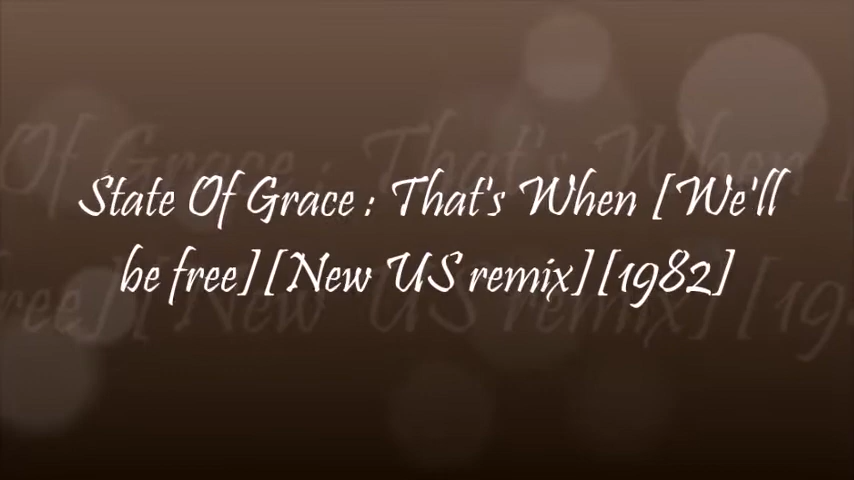 State Of Grace : That's When [We'll
be free][New US remix][1982]